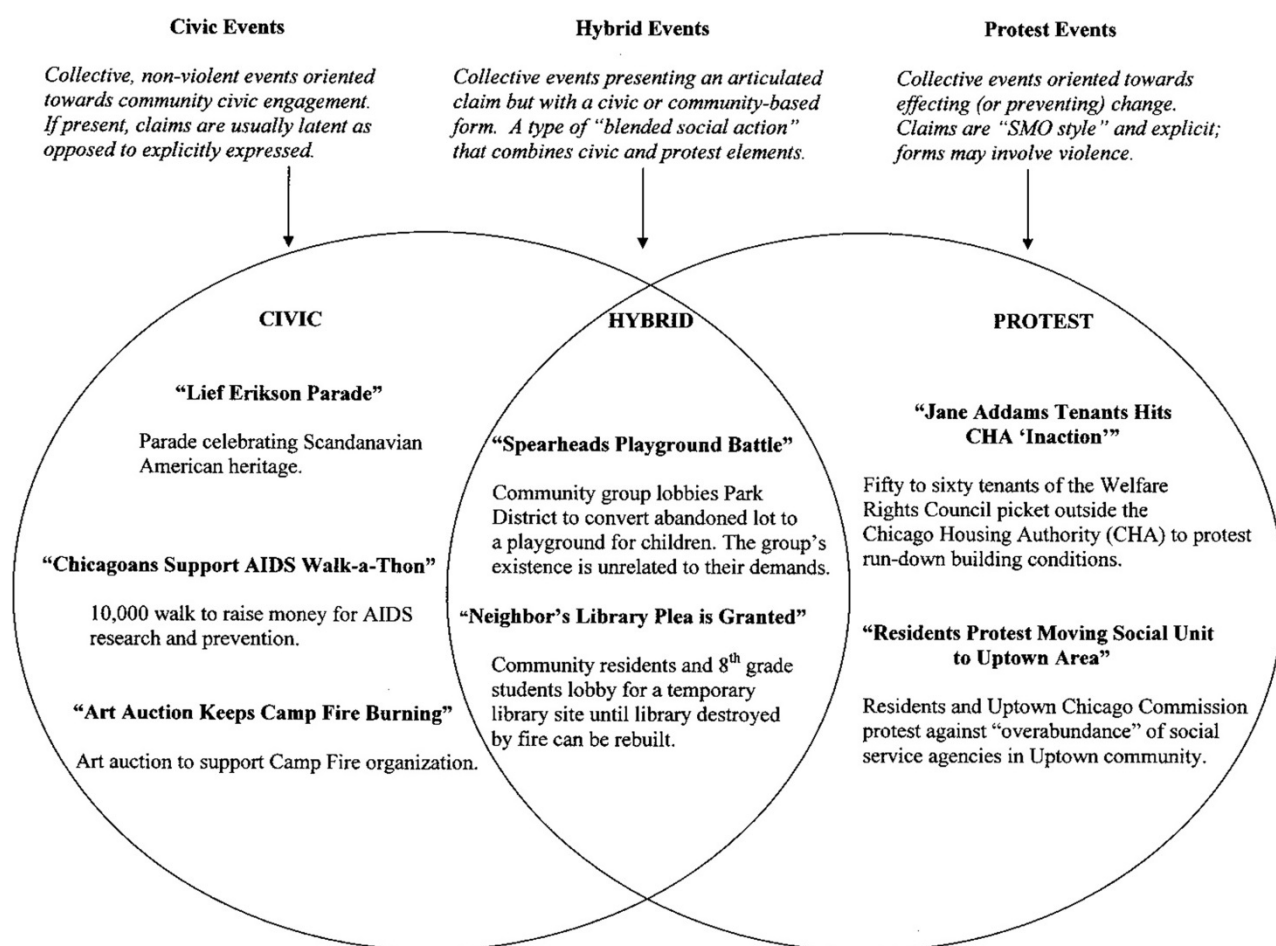 Civic Events
Collective, non-violent events oriented
towards community civic engagement.
If present, claims are usually latent as
opposed to explicitly expressed.
Hybrid Events
Collective events presenting an articulated
claim but with a civic or community-based
form. A type of “blended social action”
that combines civic and protest elements.
Protest Events
Collective events oriented towards
effecting (or preventing) change.
Claims are “SMO style” and explicit;
forms may involve violence.
CIVIC
“Lief Erikson Parade”
Parade celebrating Scandanavian
American heritage.
“Chicagoans Support AIDS Walk-a-Thon”
10,000 walk to raise money for AIDS
research and prevention.
“Art Auction Keeps Camp Fire Burning”
Art auction to support Camp Fire organization.
HYBRID
“Spearheads Playground Battle”
Community group lobbies Park
District to convert abandoned lot to
a playground for children. The group’s
existence is unrelated to their demands.
“Neighbor’s Library Plea is Granted”
Community residents and 8th grade
students lobby for a temporary
library site until library destroyed
by fire can be rebuilt.
PROTEST
“Jane Addams Tenants Hits
CHA ‘Inaction’”
Fifty to sixty tenants of the Welfare
Rights Council picket outside the
Chicago Housing Authority (CHA) to protest
run-down building conditions.
“Residents Protest Moving Social Unit
to Uptown Area”
Residents and Uptown Chicago Commission
protest against “overabundance” of social
service agencies in Uptown community.